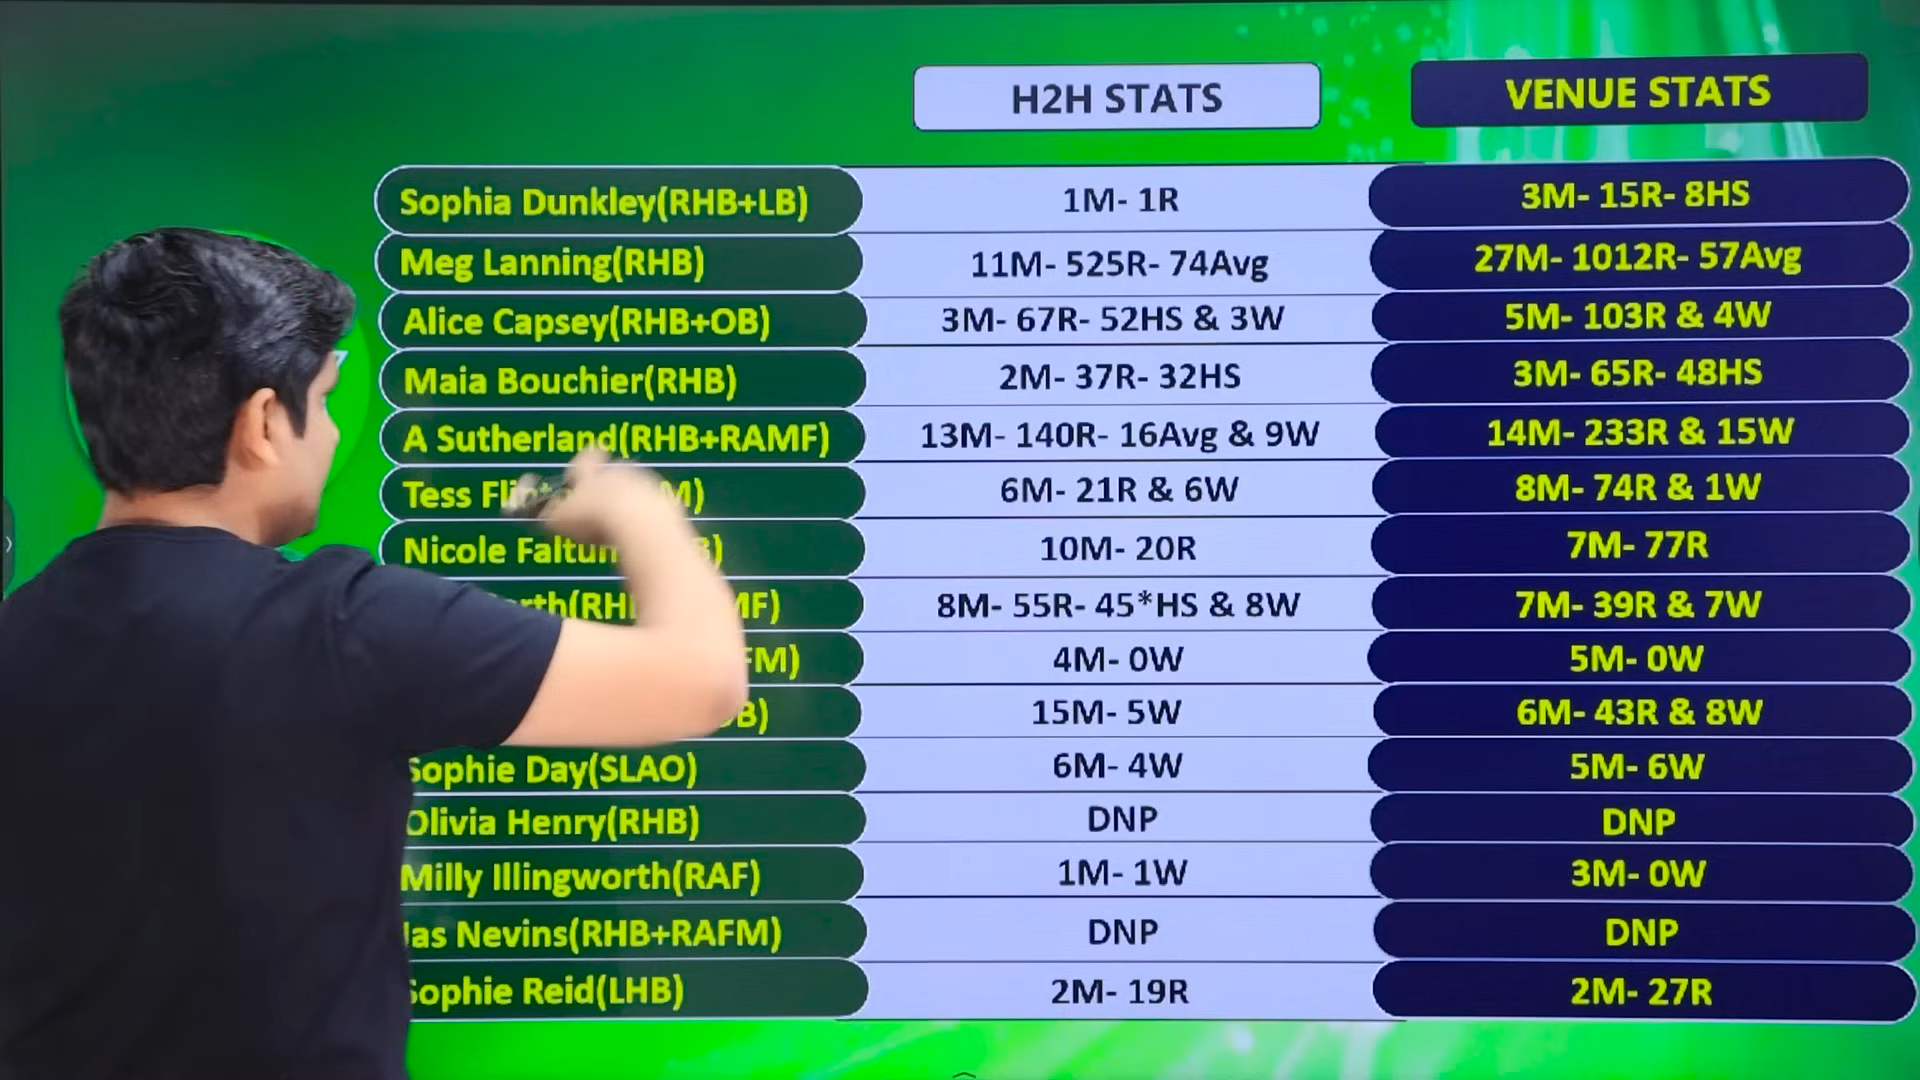 H2H STATS
VENUE STATS
Sophia Dunkley(RHB+LB) 1M- 1R 3M- 15R- 8HS
Meg Lanning(RHB) 11M- 525R- 74Avg 27M- 1012R- 57Avg
Alice Capsey(RHB+OB) 3M- 67R- 52HS & 3W 5M- 103R & 4W
Maia Bouchier(RHB) 2M- 37R- 32HS 3M- 65R- 48HS
A Sutherland(RHB+RAMF) 13M- 140R- 16Avg & 9W 14M- 233R & 15W
Tess 6M- 21R & 6W 8M- 74R & 1W
Nicole 10M- 20R 7M- 77R
8M- 55R- 45*HS & 8W 7M- 39R & 7W
4M- 0W 5M- 0W
15M- 5W 6M- 43R & 8W
Sophie Day(SLAO) 6M- 4W 5M- 6W
Olivia Henry(RHB) DNP DNP
Milly Illingworth(RAF) 1M- 1W 3M- 0W
Nevins(RHB+RAFM) DNP DNP
Sophie Reid(LHB) 2M- 19R 2M- 27R